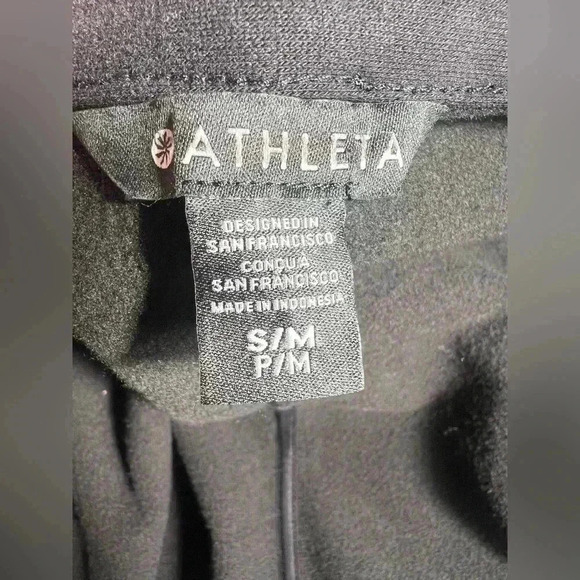 ATHLETA
DESIGNED IN
SAN FRANCISCO
CONÇU A
SAN FRANCISCO
MADE IN INDONESIA
S/M
P/M